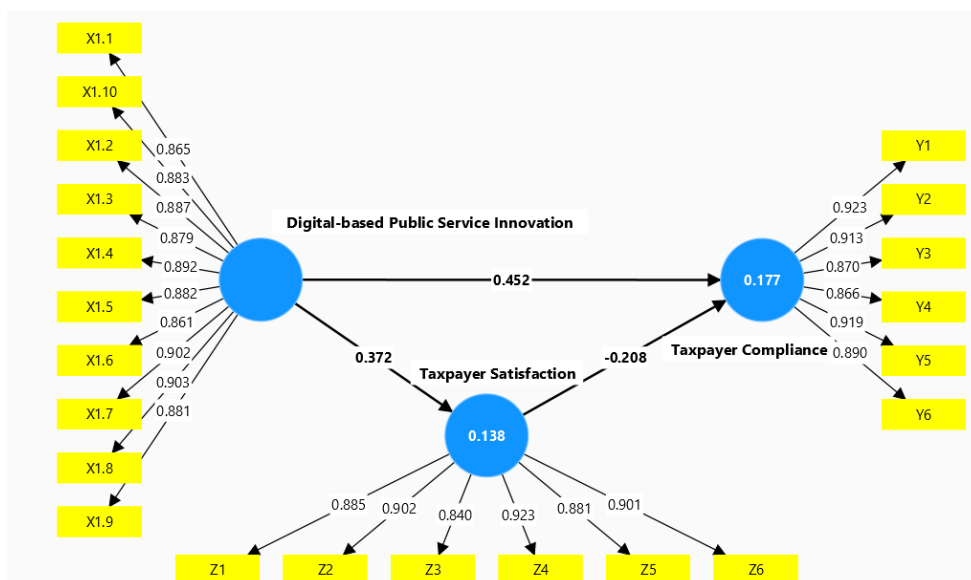 X1.1
X1.10
X1.2
X1.3
X1.4
X1.5
X1.6
X1.7
X1.8
X1.9
0.865
0.883
0.887
0.879
0.892
0.882
0.861
0.902
0.903
0.881
Digital-based Public Service Innovation
0.452
0.372
-0.208
Taxpayer Satisfaction
0.138
0.177
Taxpayer Compliance
0.923
0.913
0.870
0.866
0.919
0.890
Y1
Y2
Y3
Y4
Y5
Y6
0.885
0.902
0.840
0.923
0.881
0.901
Z1
Z2
Z3
Z4
Z5
Z6